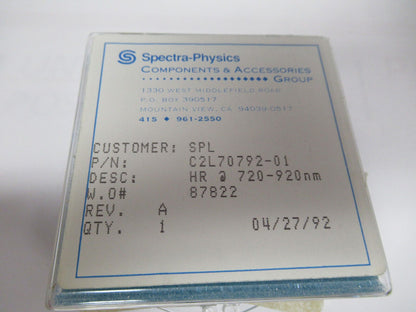 Spectra-Physics
COMPONENTS & ACCESSORIES
GROUP
1330 WEST MIDDLEFIELD ROAD
P.O. BOX 390517
MOUNTAIN VIEW, CA 94039-0517
415 ◆ 961-2550
CUSTOMER: SPL
P/N: C2L70792-01
DESC: HR @ 720-920nm
W.O# 87822
REV. A
QTY. 1 04/27/92